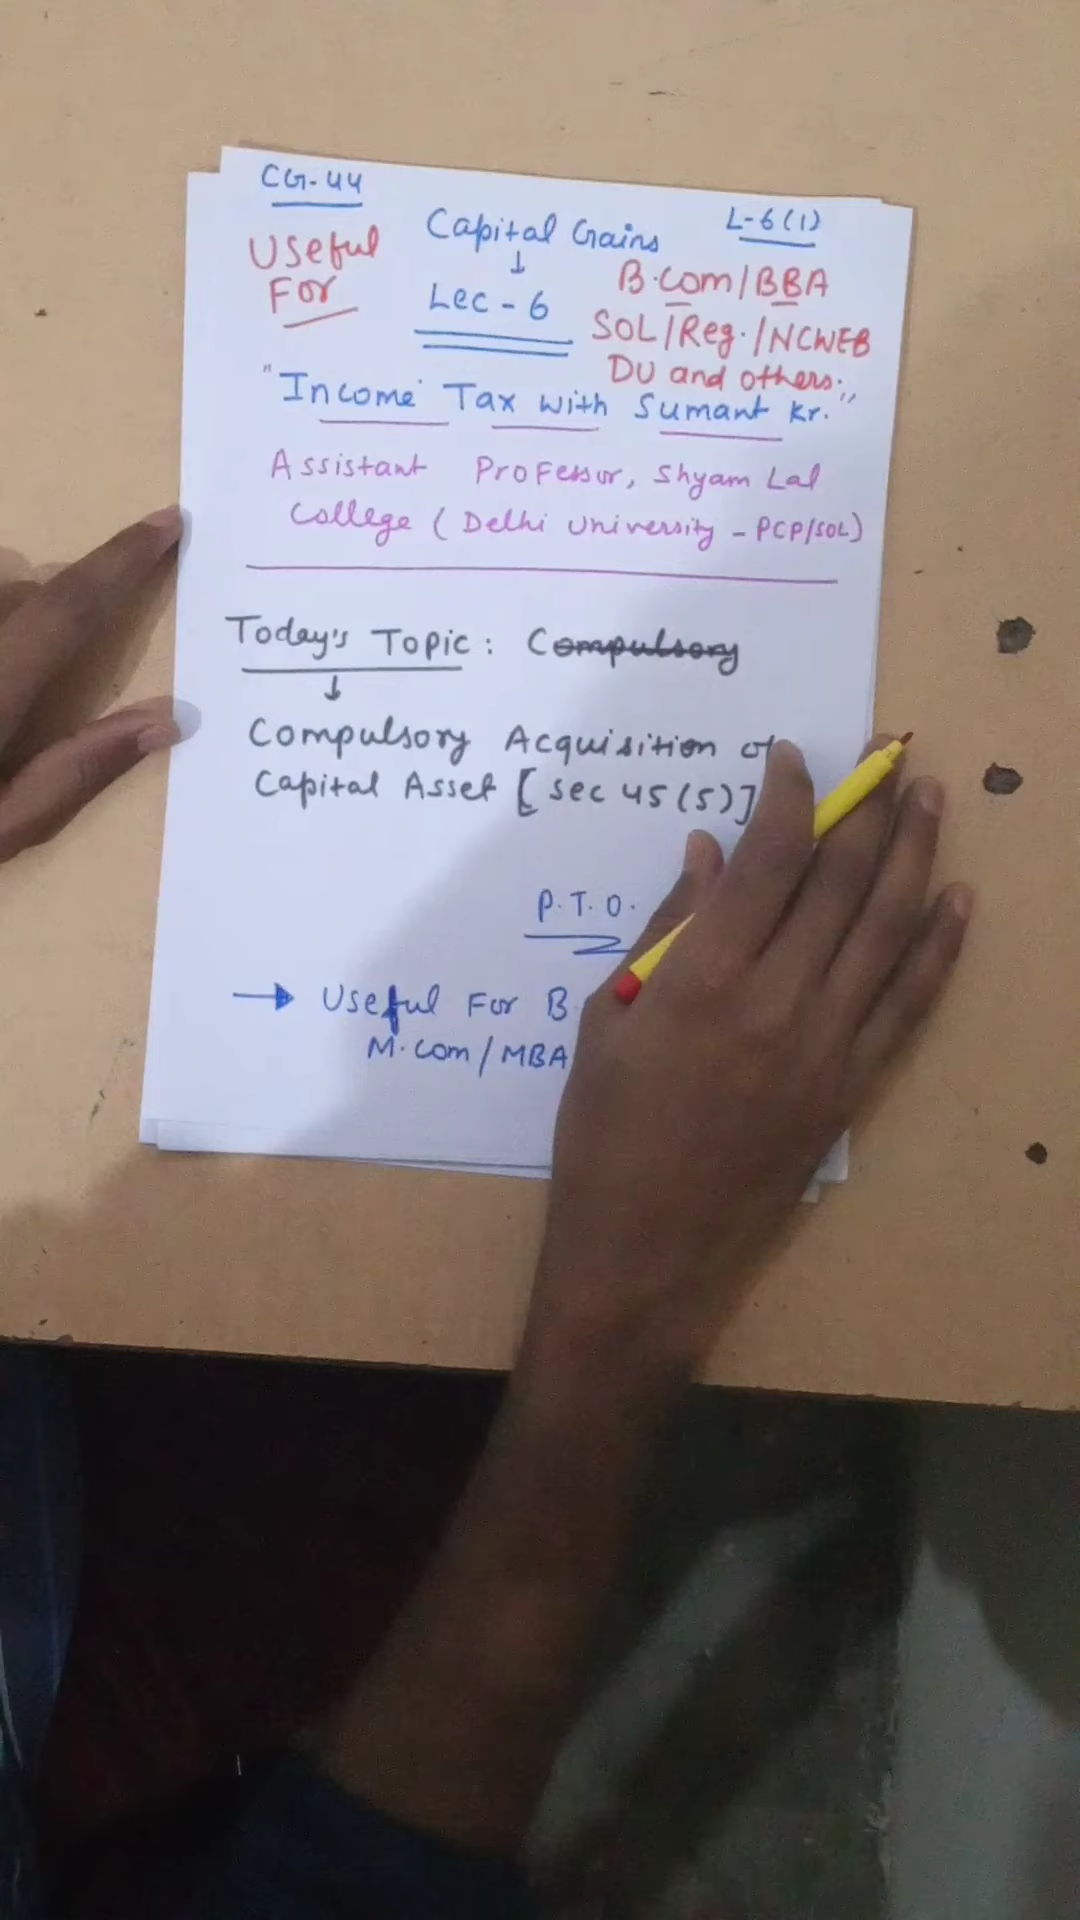 CG-44
L-6(1)
Capital Gains
↓
Lec - 6
Useful
For
B.Com/BBA
SOL/Reg./NCWEB
DU and others.
"Income Tax with Sumant Kr."
Assistant Professor, Shyam Lal
College (Delhi University - PCP/SOL)
Today's Topic: Compulsory
↓
Compulsory Acquisition of
Capital Asset [Sec 45(5)]
P.T.O.
→ Useful For B.
M.Com/MBA